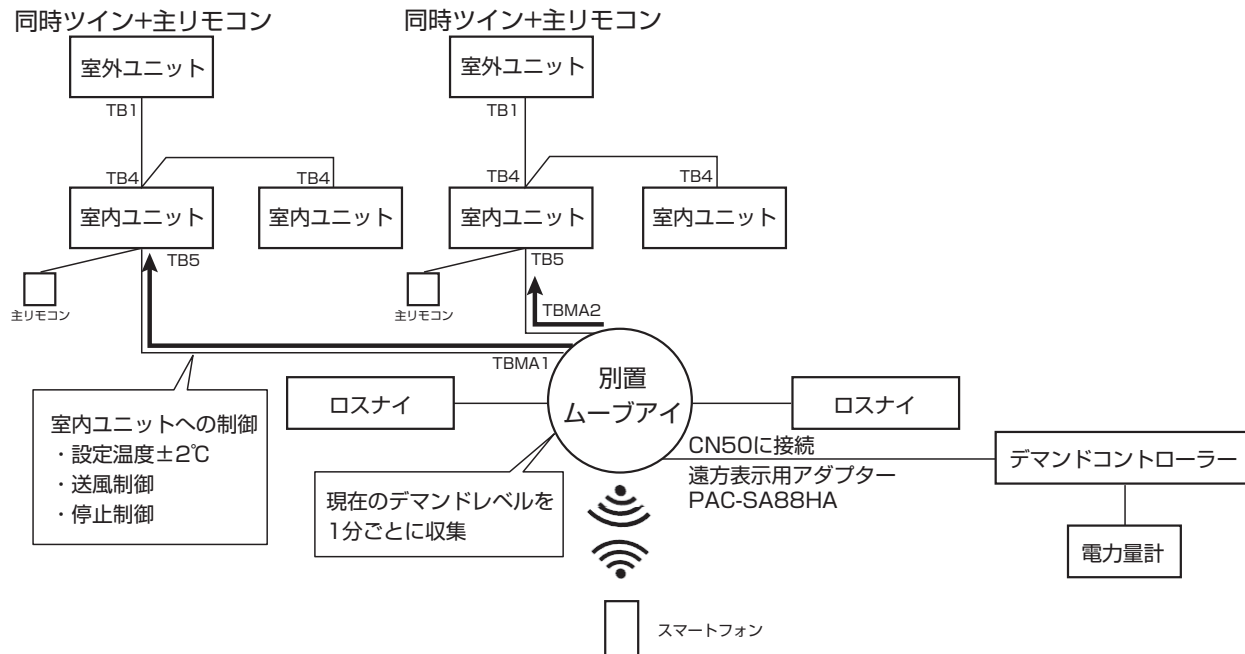 同時ツイン+主リモコン
同時ツイン+主リモコン
室外ユニット
室外ユニット
TB1
TB1
TB4
TB4
TB4
TB4
室内ユニット
室内ユニット
室内ユニット
室内ユニット
TB5
TB5
主リモコン
主リモコン
TBMA2
TBMA1
別置
ムーブアイ
ロスナイ
ロスナイ
室内ユニットへの制御
・設定温度±2℃
・送風制御
・停止制御
現在のデマンドレベルを
1分ごとに収集
CN50に接続
遠方表示用アダプター
PAC-SA88HA
デマンドコントローラー
電力量計
スマートフォン